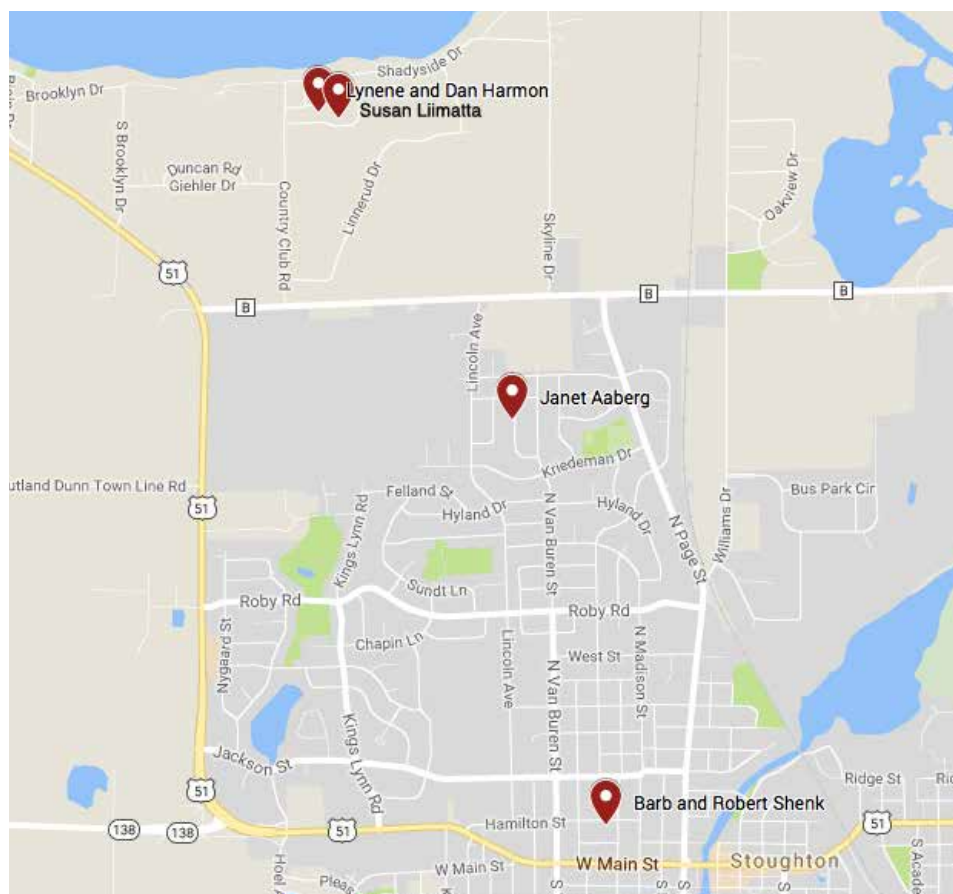 Shadyside Dr
Lynene and Dan Harmon
Brooklyn Dr
Susan Liimatta
S Brooklyn Dr
Duncan Rd
Giehler Dr
Country Club Rd
Linnerud Dr
Skyline Dr
Oakview Dr
51
B
B
B
Lincoln Ave
Janet Aaberg
Kriedeman Dr
utland Dunn Town Line Rd
Felland St
Bus Park Cir
51
Kings Lynn Rd
Hyland Dr
N Van Buren St
Hyland Dr
N Page St
Williams Dr
Sundt Ln
Roby Rd
Roby Rd
Nygaard St
Chapin Ln
Lincoln Ave
West St
N Madison St
N Van Buren St
Jackson St
Kings Lynn Rd
Ridge St
Ric
51
Barb and Robert Shenk
138
138
51
Hamilton St
51
W Main St
W Main St
Stoughton
Hoel A
Pleas
S
S
S
S Acade